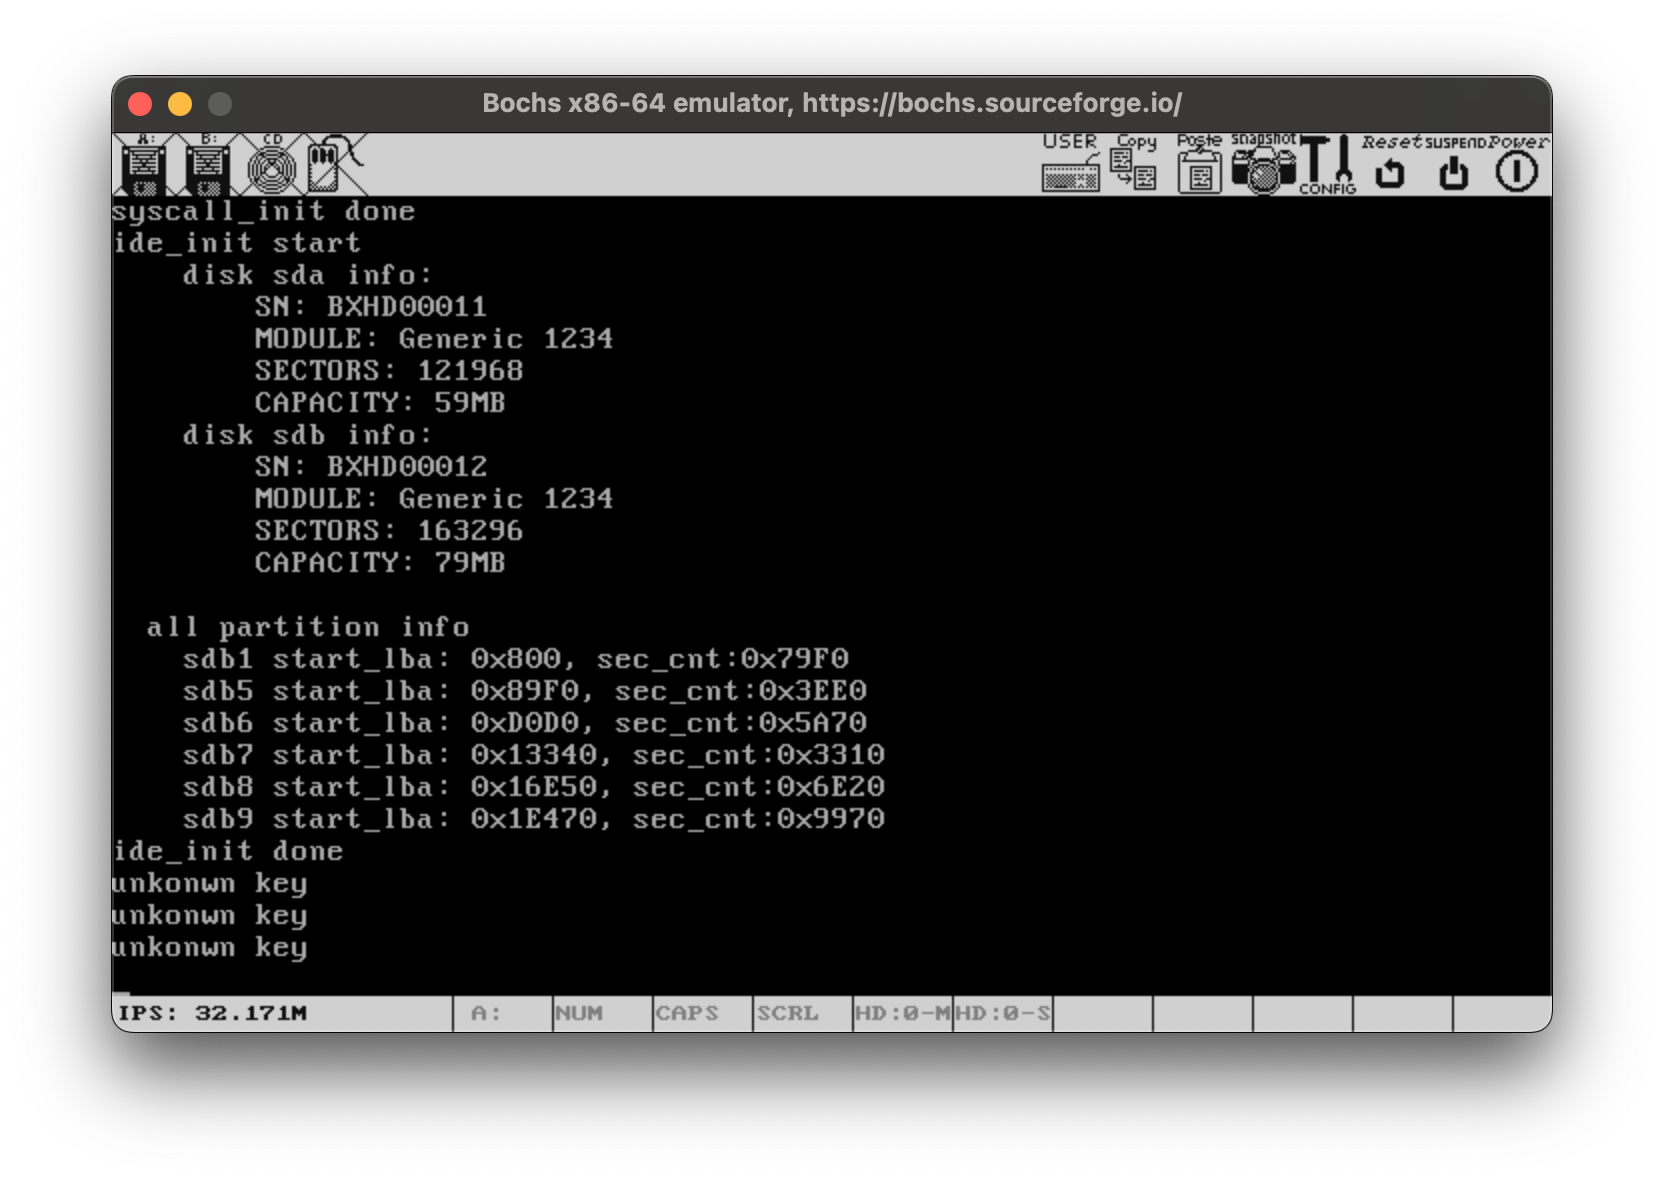 Bochs x86-64 emulator, https://bochs.sourceforge.io/
A: B: CD USER Copy Paste snapshot CONFIG Reset SUSPEND Power
syscall_init done
ide_init start
disk sda info:
SN: BXHD00011
MODULE: Generic 1234
SECTORS: 121968
CAPACITY: 59MB
disk sdb info:
SN: BXHD00012
MODULE: Generic 1234
SECTORS: 163296
CAPACITY: 79MB
all partition info
sdb1 start_lba: 0x800, sec_cnt:0x79F0
sdb5 start_lba: 0x89F0, sec_cnt:0x3EE0
sdb6 start_lba: 0xD0D0, sec_cnt:0x5A70
sdb7 start_lba: 0x13340, sec_cnt:0x3310
sdb8 start_lba: 0x16E50, sec_cnt:0x6E20
sdb9 start_lba: 0x1E470, sec_cnt:0x9970
ide_init done
unkonwn key
unkonwn key
unkonwn key
_
IPS: 32.171M A: NUM CAPS SCRL HD:0-M HD:0-S